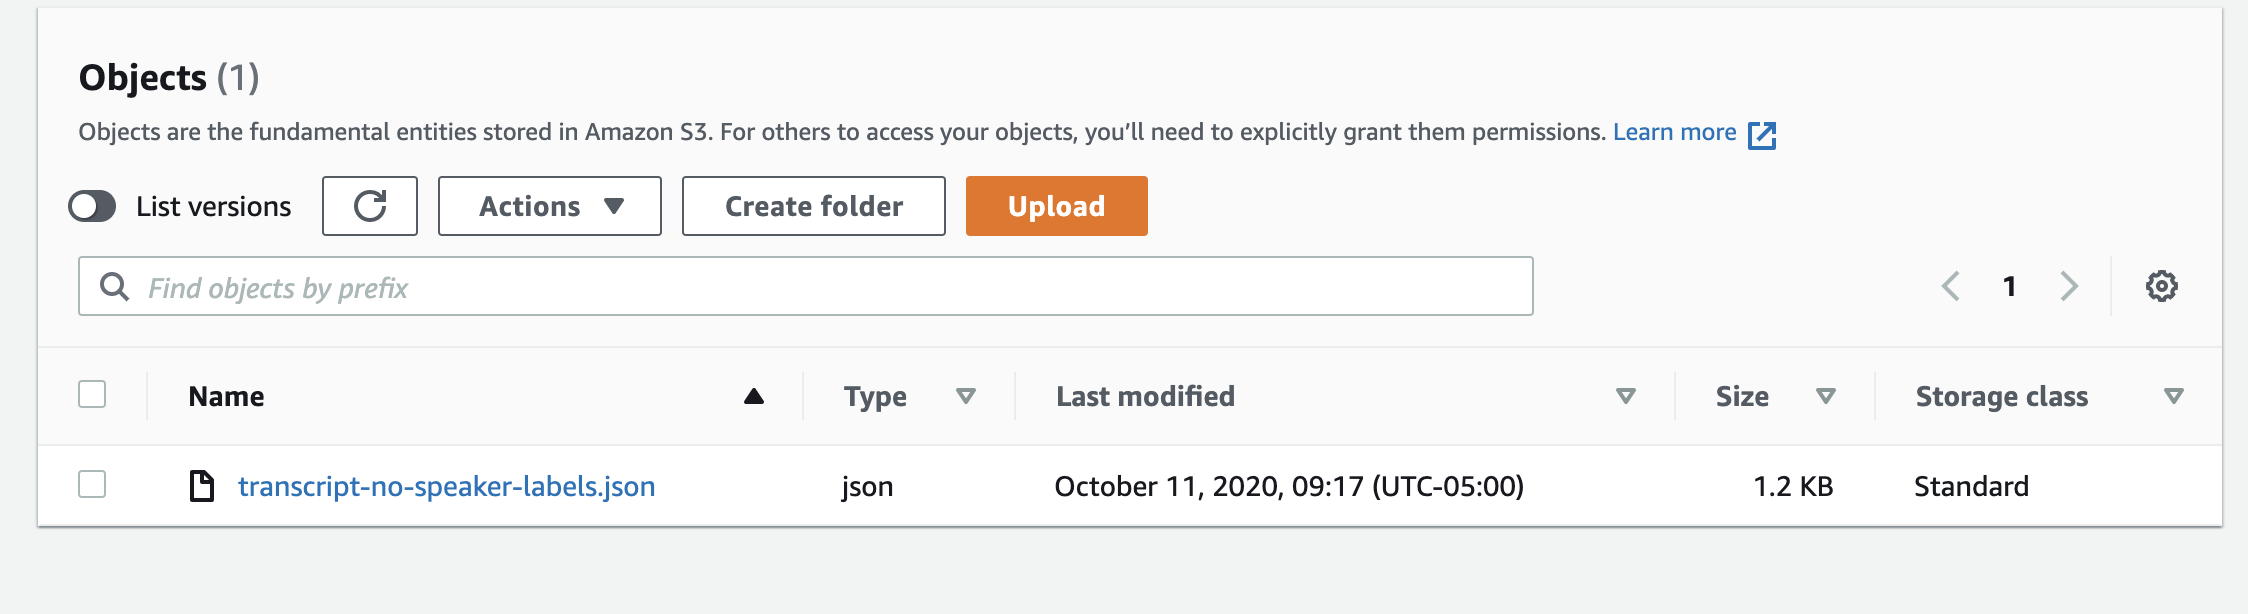 Objects (1)
Objects are the fundamental entities stored in Amazon S3. For others to access your objects, you’ll need to explicitly grant them permissions. Learn more
List versions Actions Create folder Upload
Find objects by prefix 1
Name Type Last modified Size Storage class
transcript-no-speaker-labels.json json October 11, 2020, 09:17 (UTC-05:00) 1.2 KB Standard